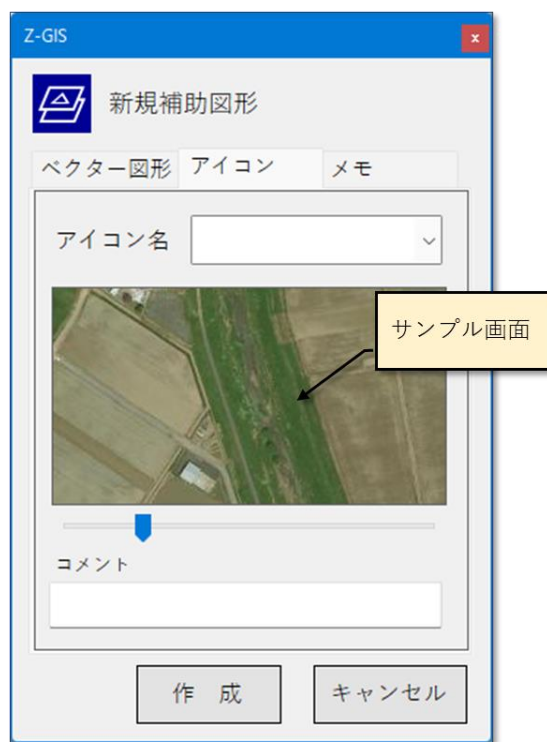 Z-GIS
x
新規補助図形
ベクター図形 アイコン メモ
アイコン名
サンプル画面
コメント
作 成 キャンセル